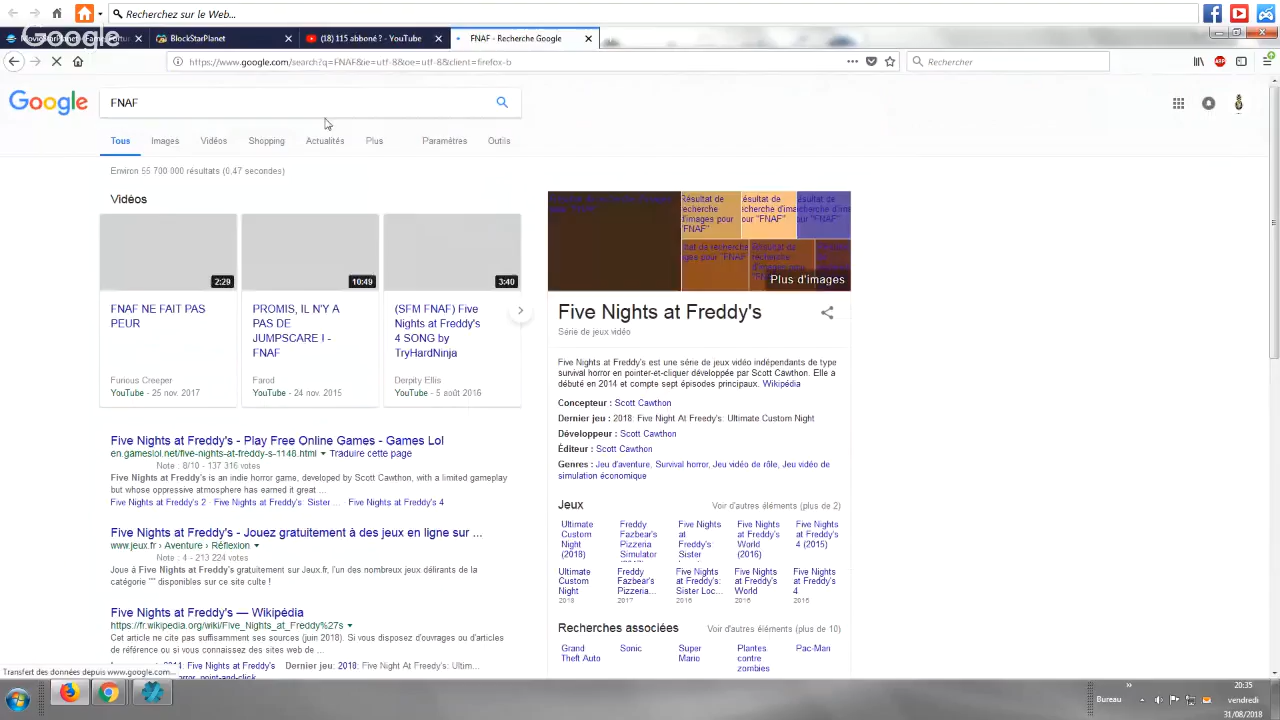 Recherchez sur le Web...
BlockStarPlanet
(18) 115 abboné ? - YouTube
FNAF - Recherche Google
Google
https://www.google.com/search?q=FNAF&ie=utf-8&oe=utf-8&client=firefox-b
Rechercher
Google
FNAF
Tous Images Vidéos Shopping Actualités Plus Paramètres Outils
Environ 55 700 000 résultats (0,47 secondes)
Vidéos
2:29
10:49
3:40
FNAF NE FAIT PAS
PEUR
Furious Creeper
YouTube - 25 nov. 2017
PROMIS, IL N'Y A
PAS DE
JUMPSCARE ! -
FNAF
Farod
YouTube - 24 nov. 2015
(SFM FNAF) Five
Nights at Freddy's
4 SONG by
TryHardNinja
Derpity Ellis
YouTube - 5 août 2016
Five Nights at Freddy's - Play Free Online Games - Games Lol
en.gameslol.net/five-nights-at-freddy-s-1148.html ▾ Traduire cette page
Note : 8/10 - 137 316 votes
Five Nights at Freddy's is an indie horror game, developed by Scott Cawthon, with a limited gameplay
but whose oppressive atmosphere has earned it great ...
Five Nights at Freddy's 2 · Five Nights at Freddy's: Sister ... · Five Nights at Freddy's 4
Five Nights at Freddy's - Jouez gratuitement à des jeux en ligne sur ...
www.jeux.fr › Aventure › Réflexion ▾
Note : 4 - 213 224 votes
Joue à Five Nights at Freddy's gratuitement sur Jeux.fr, l'un des nombreux jeux délirants de la
catégorie "" disponibles sur ce site culte !
Five Nights at Freddy's — Wikipédia
https://fr.wikipedia.org/wiki/Five_Nights_at_Freddy%27s ▾
Cet article ne cite pas suffisamment ses sources (juin 2018). Si vous disposez d'ouvrages ou d'articles
de référence ou si vous connaissez des sites web de ...
2014: Five Nights at Freddy's Dernier jeu: 2018: Five Night At Freedy's: Ultim...
horror, point-and-click
Transfert des données depuis www.google.com...
Résultat de
recherche
d'images pour
"FNAF"
Plus d'images
Five Nights at Freddy's
Série de jeux vidéo
Five Nights at Freddy's est une série de jeux vidéo indépendants de type
survival horror en pointer-et-cliquer développée par Scott Cawthon. Elle a
débuté en 2014 et compte sept épisodes principaux. Wikipédia
Concepteur : Scott Cawthon
Dernier jeu : 2018: Five Night At Freedy's: Ultimate Custom Night
Développeur : Scott Cawthon
Éditeur : Scott Cawthon
Genres : Jeu d'aventure, Survival horror, Jeu vidéo de rôle, Jeu vidéo de
simulation économique
Jeux
Voir d'autres éléments (plus de 2)
Ultimate
Custom
Night
(2018)
Freddy
Fazbear's
Pizzeria
Simulator
Five Nights
at
Freddy's:
Sister
Five Nights
at Freddy's
World
(2016)
Five Nights
at Freddy's
4 (2015)
Ultimate
Custom
Night
2018
Freddy
Fazbear's
Pizzeria...
2017
Five Nights
at Freddy's:
Sister Loc...
2016
Five Nights
at Freddy's
World
2016
Five Nights
at Freddy's
4
2015
Recherches associées
Voir d'autres éléments (plus de 10)
Grand
Theft Auto
Sonic
Super
Mario
Plantes
contre
zombies
Pac-Man
Bureau
20:35
vendredi
31/08/2018